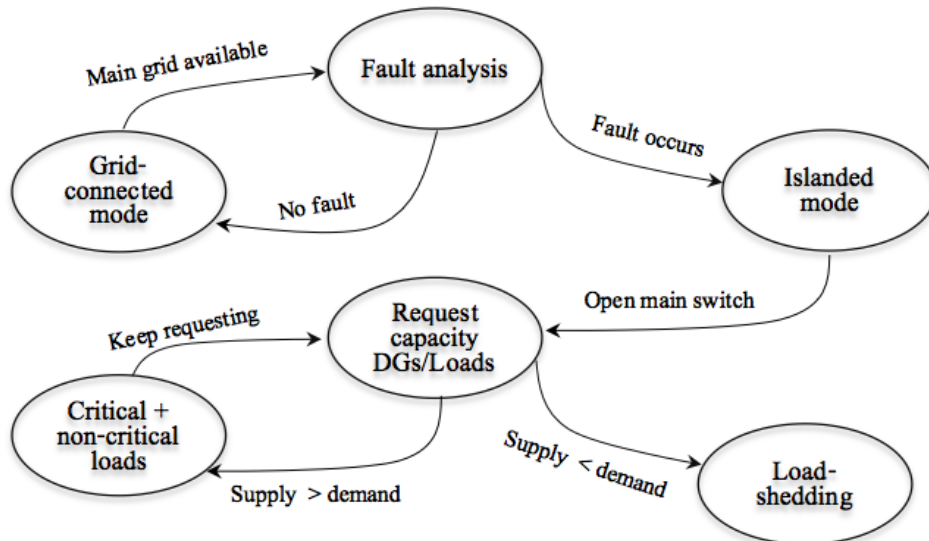 Main grid available
Fault analysis
Fault occurs
Grid-
connected
mode
No fault
Islanded
mode
Open main switch
Keep requesting
Request
capacity
DGs/Loads
Critical +
non-critical
loads
Supply > demand
Supply < demand
Load-
shedding